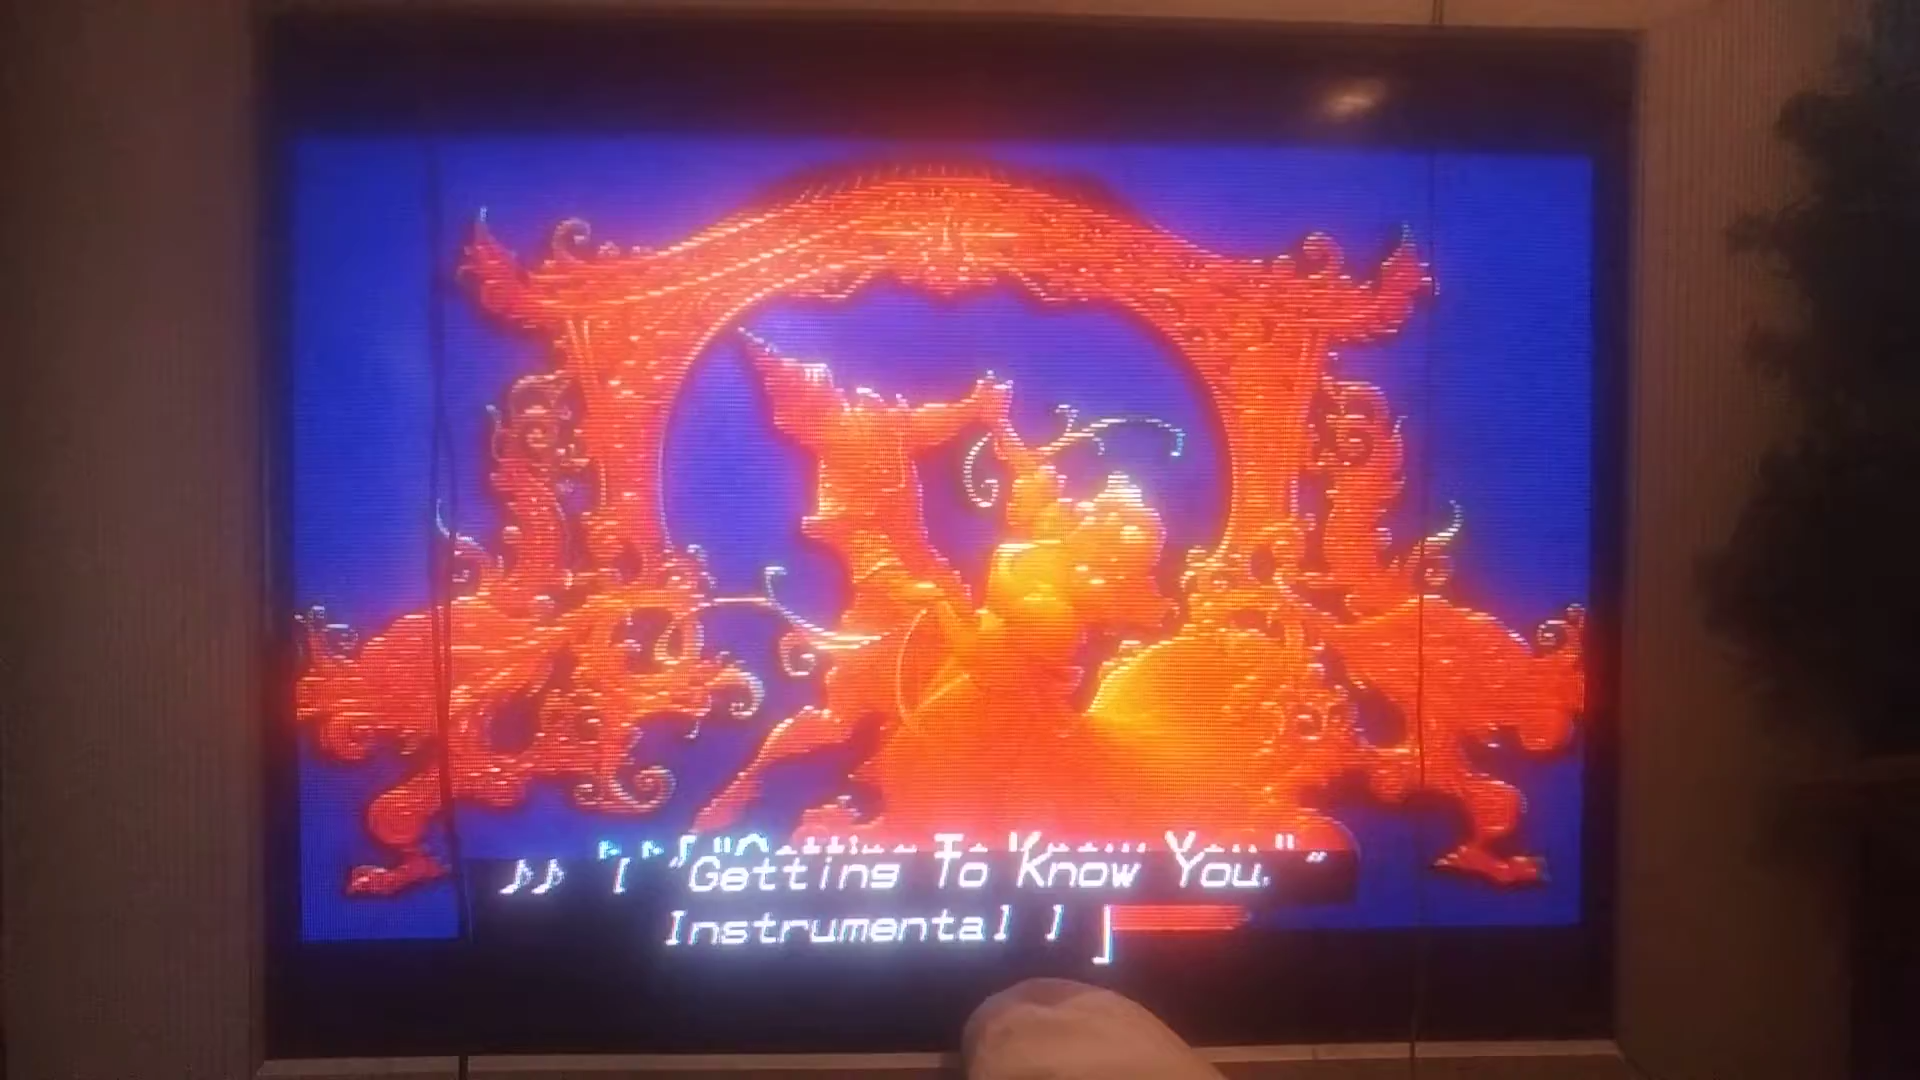 ♪♪ [ "Getting To Know You."
Instrumental ] ]